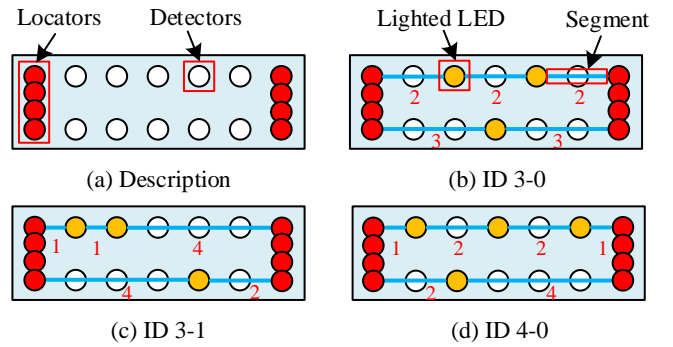 Locators Detectors
Lighted LED Segment
2 2 2
3 3
(a) Description
(b) ID 3-0
1 1 4
4 2
1 2 2 1
2 4
(c) ID 3-1
(d) ID 4-0